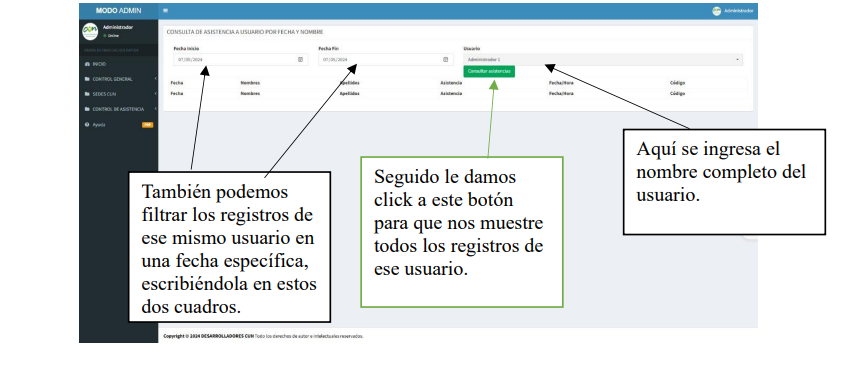 MODO ADMIN
Administrador
Administrador
Online
CONSULTA DE ASISTENCIA A USUARIO POR FECHA Y NOMBRE
Fecha Inicio
Fecha Fin
Usuario
07/05/2024
07/05/2024
Administrador 1
Consultar asistencias
INICIO
CONTROL GENERAL
SEDES CUN
CONTROL DE ASISTENCIA
Ayuda
PDF
Fecha Nombres Apellidos Asistencia Fecha/Hora Código
Fecha Nombres Apellidos Asistencia Fecha/Hora Código
También podemos
filtrar los registros de
ese mismo usuario en
una fecha específica,
escribiéndola en estos
dos cuadros.
Seguido le damos
click a este botón
para que nos muestre
todos los registros de
ese usuario.
Aquí se ingresa el
nombre completo del
usuario.
Copyright © 2024 DESARROLLADORES CUN Todo los derechos de autor e intelectuales reservados.